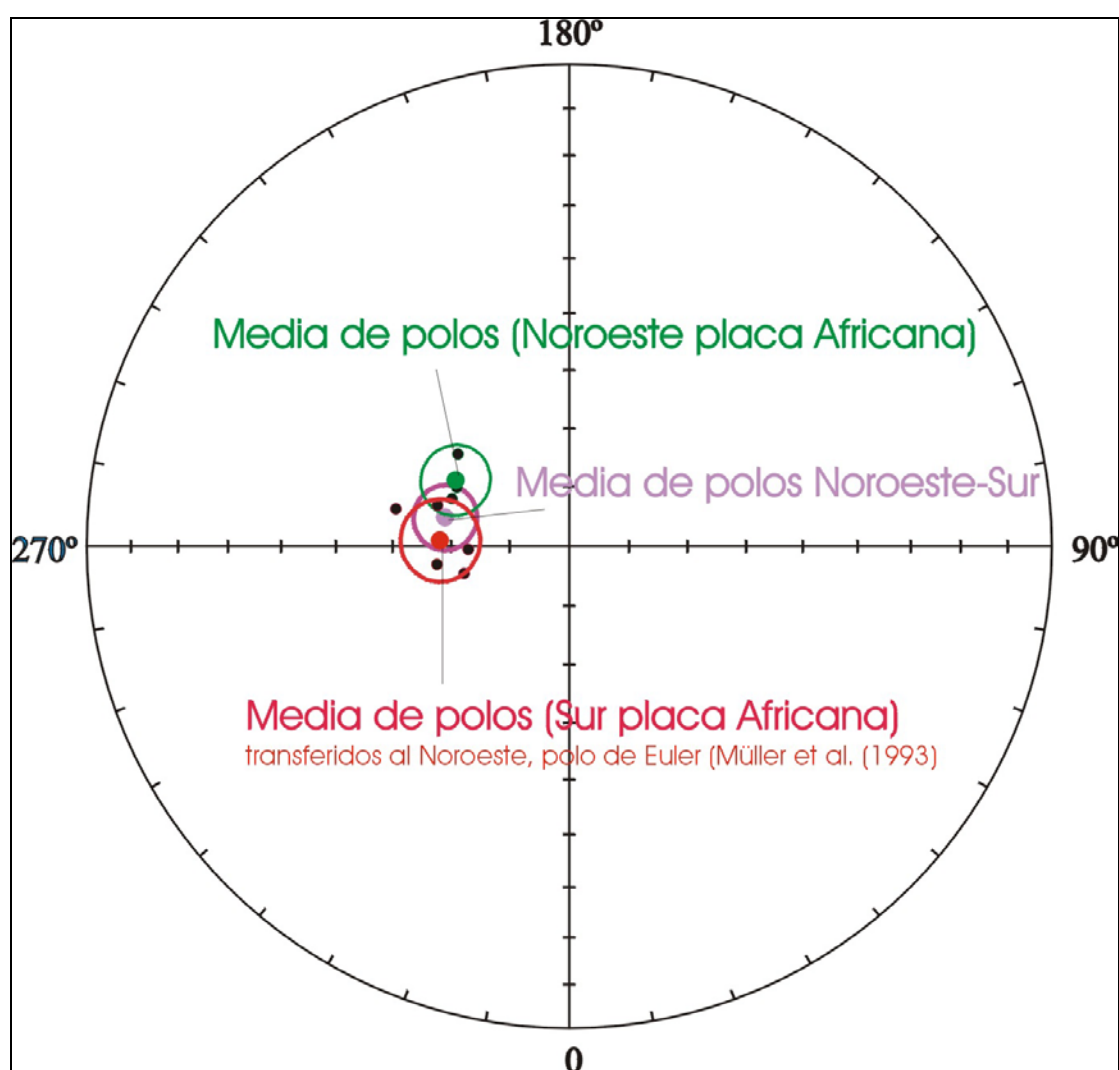 180º
Media de polos (Noroeste placa Africana)
Media de polos Noroeste-Sur
270º
90º
Media de polos (Sur placa Africana)
transferidos al Noroeste, polo de Euler (Müller et al. (1993)
0